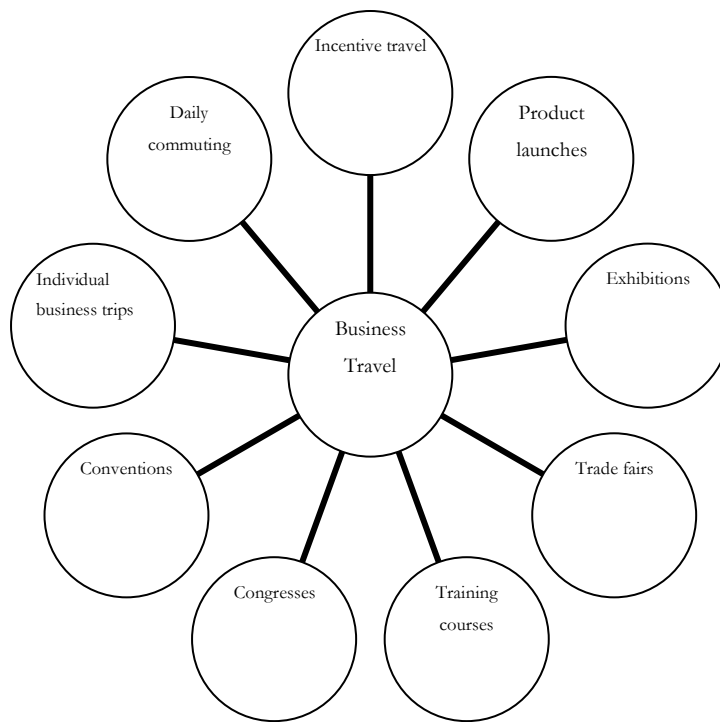 Incentive travel
Product
launches
Exhibitions
Trade fairs
Training
courses
Congresses
Conventions
Individual
business trips
Daily
commuting
Business
Travel